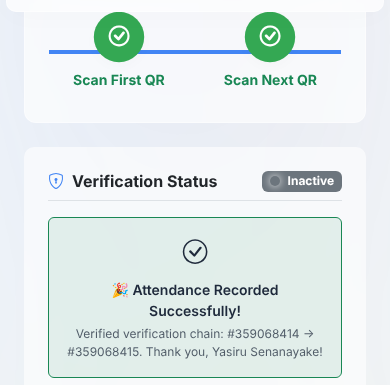 Scan First QR
Scan Next QR
Verification Status
Inactive
🎉 Attendance Recorded
Successfully!
Verified verification chain: #359068414 →
#359068415. Thank you, Yasiru Senanayake!